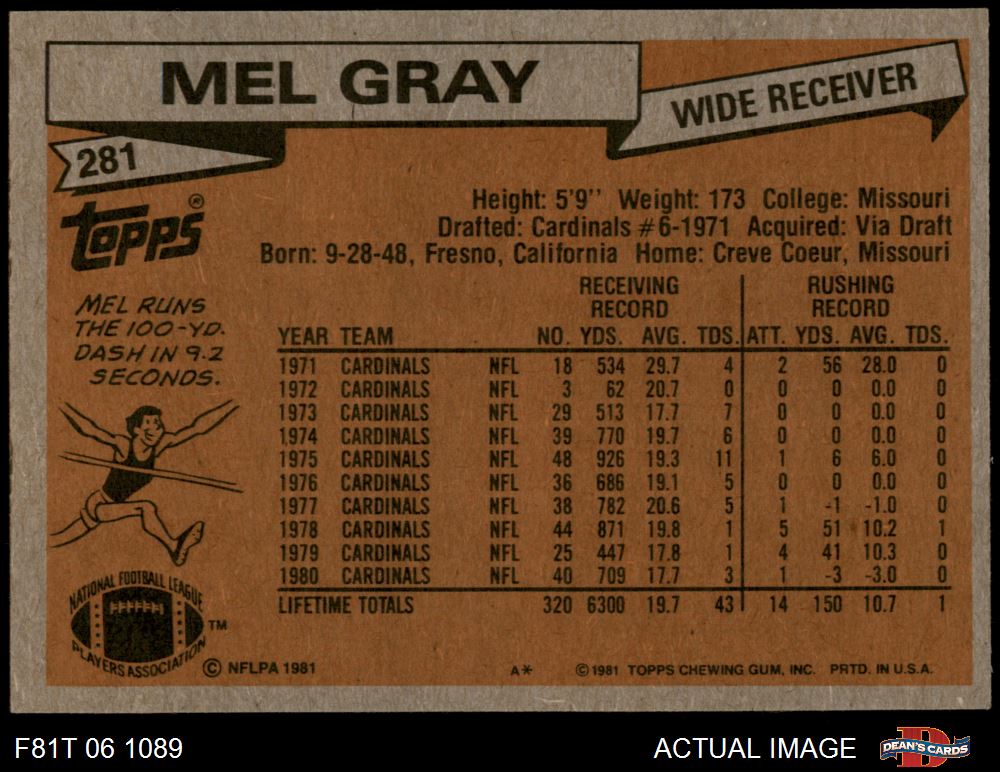 MEL GRAY
WIDE RECEIVER
281
TOPPS®
Height: 5'9'' Weight: 173 College: Missouri
Drafted: Cardinals #6-1971 Acquired: Via Draft
Born: 9-28-48, Fresno, California Home: Creve Coeur, Missouri
MEL RUNS
THE 100-YD.
DASH IN 9.2
SECONDS.
RECEIVING RUSHING
RECORD RECORD
YEAR TEAM NO. YDS. AVG. TDS. ATT. YDS. AVG. TDS.
1971 CARDINALS NFL 18 534 29.7 4 2 56 28.0 0
1972 CARDINALS NFL 3 62 20.7 0 0 0 0.0 0
1973 CARDINALS NFL 29 513 17.7 7 0 0 0.0 0
1974 CARDINALS NFL 39 770 19.7 6 0 0 0.0 0
1975 CARDINALS NFL 48 926 19.3 11 1 6 6.0 0
1976 CARDINALS NFL 36 686 19.1 5 0 0 0.0 0
1977 CARDINALS NFL 38 782 20.6 5 1 -1 -1.0 0
1978 CARDINALS NFL 44 871 19.8 1 5 51 10.2 1
1979 CARDINALS NFL 25 447 17.8 1 4 41 10.3 0
1980 CARDINALS NFL 40 709 17.7 3 1 -3 -3.0 0
LIFETIME TOTALS 320 6300 19.7 43 14 150 10.7 1
NATIONAL FOOTBALL LEAGUE
PLAYERS ASSOCIATION
TM
© NFLPA 1981 A* ©1981 TOPPS CHEWING GUM, INC. PRTD. IN U.S.A.
F81T 06 1089 ACTUAL IMAGE D DEAN'S CARDS